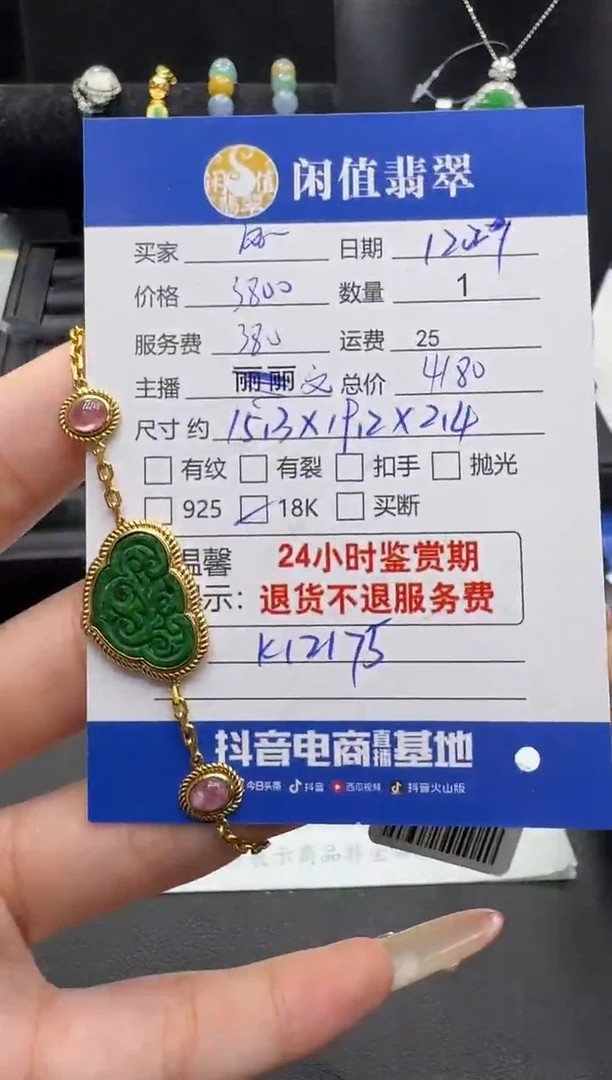 闲值翡翠
买家 日期
价格 3800 数量 1
服务费 380 运费 25
主播 丽丽 文 总价 4180
尺寸 约 15.3X19.2X2.4
有纹 有裂 扣手 抛光
925 18K 买断
温馨 24小时鉴赏期
示: 退货不退服务费
K12175
抖音电商直播基地
今日头条 抖音 西瓜视频 抖音火山版